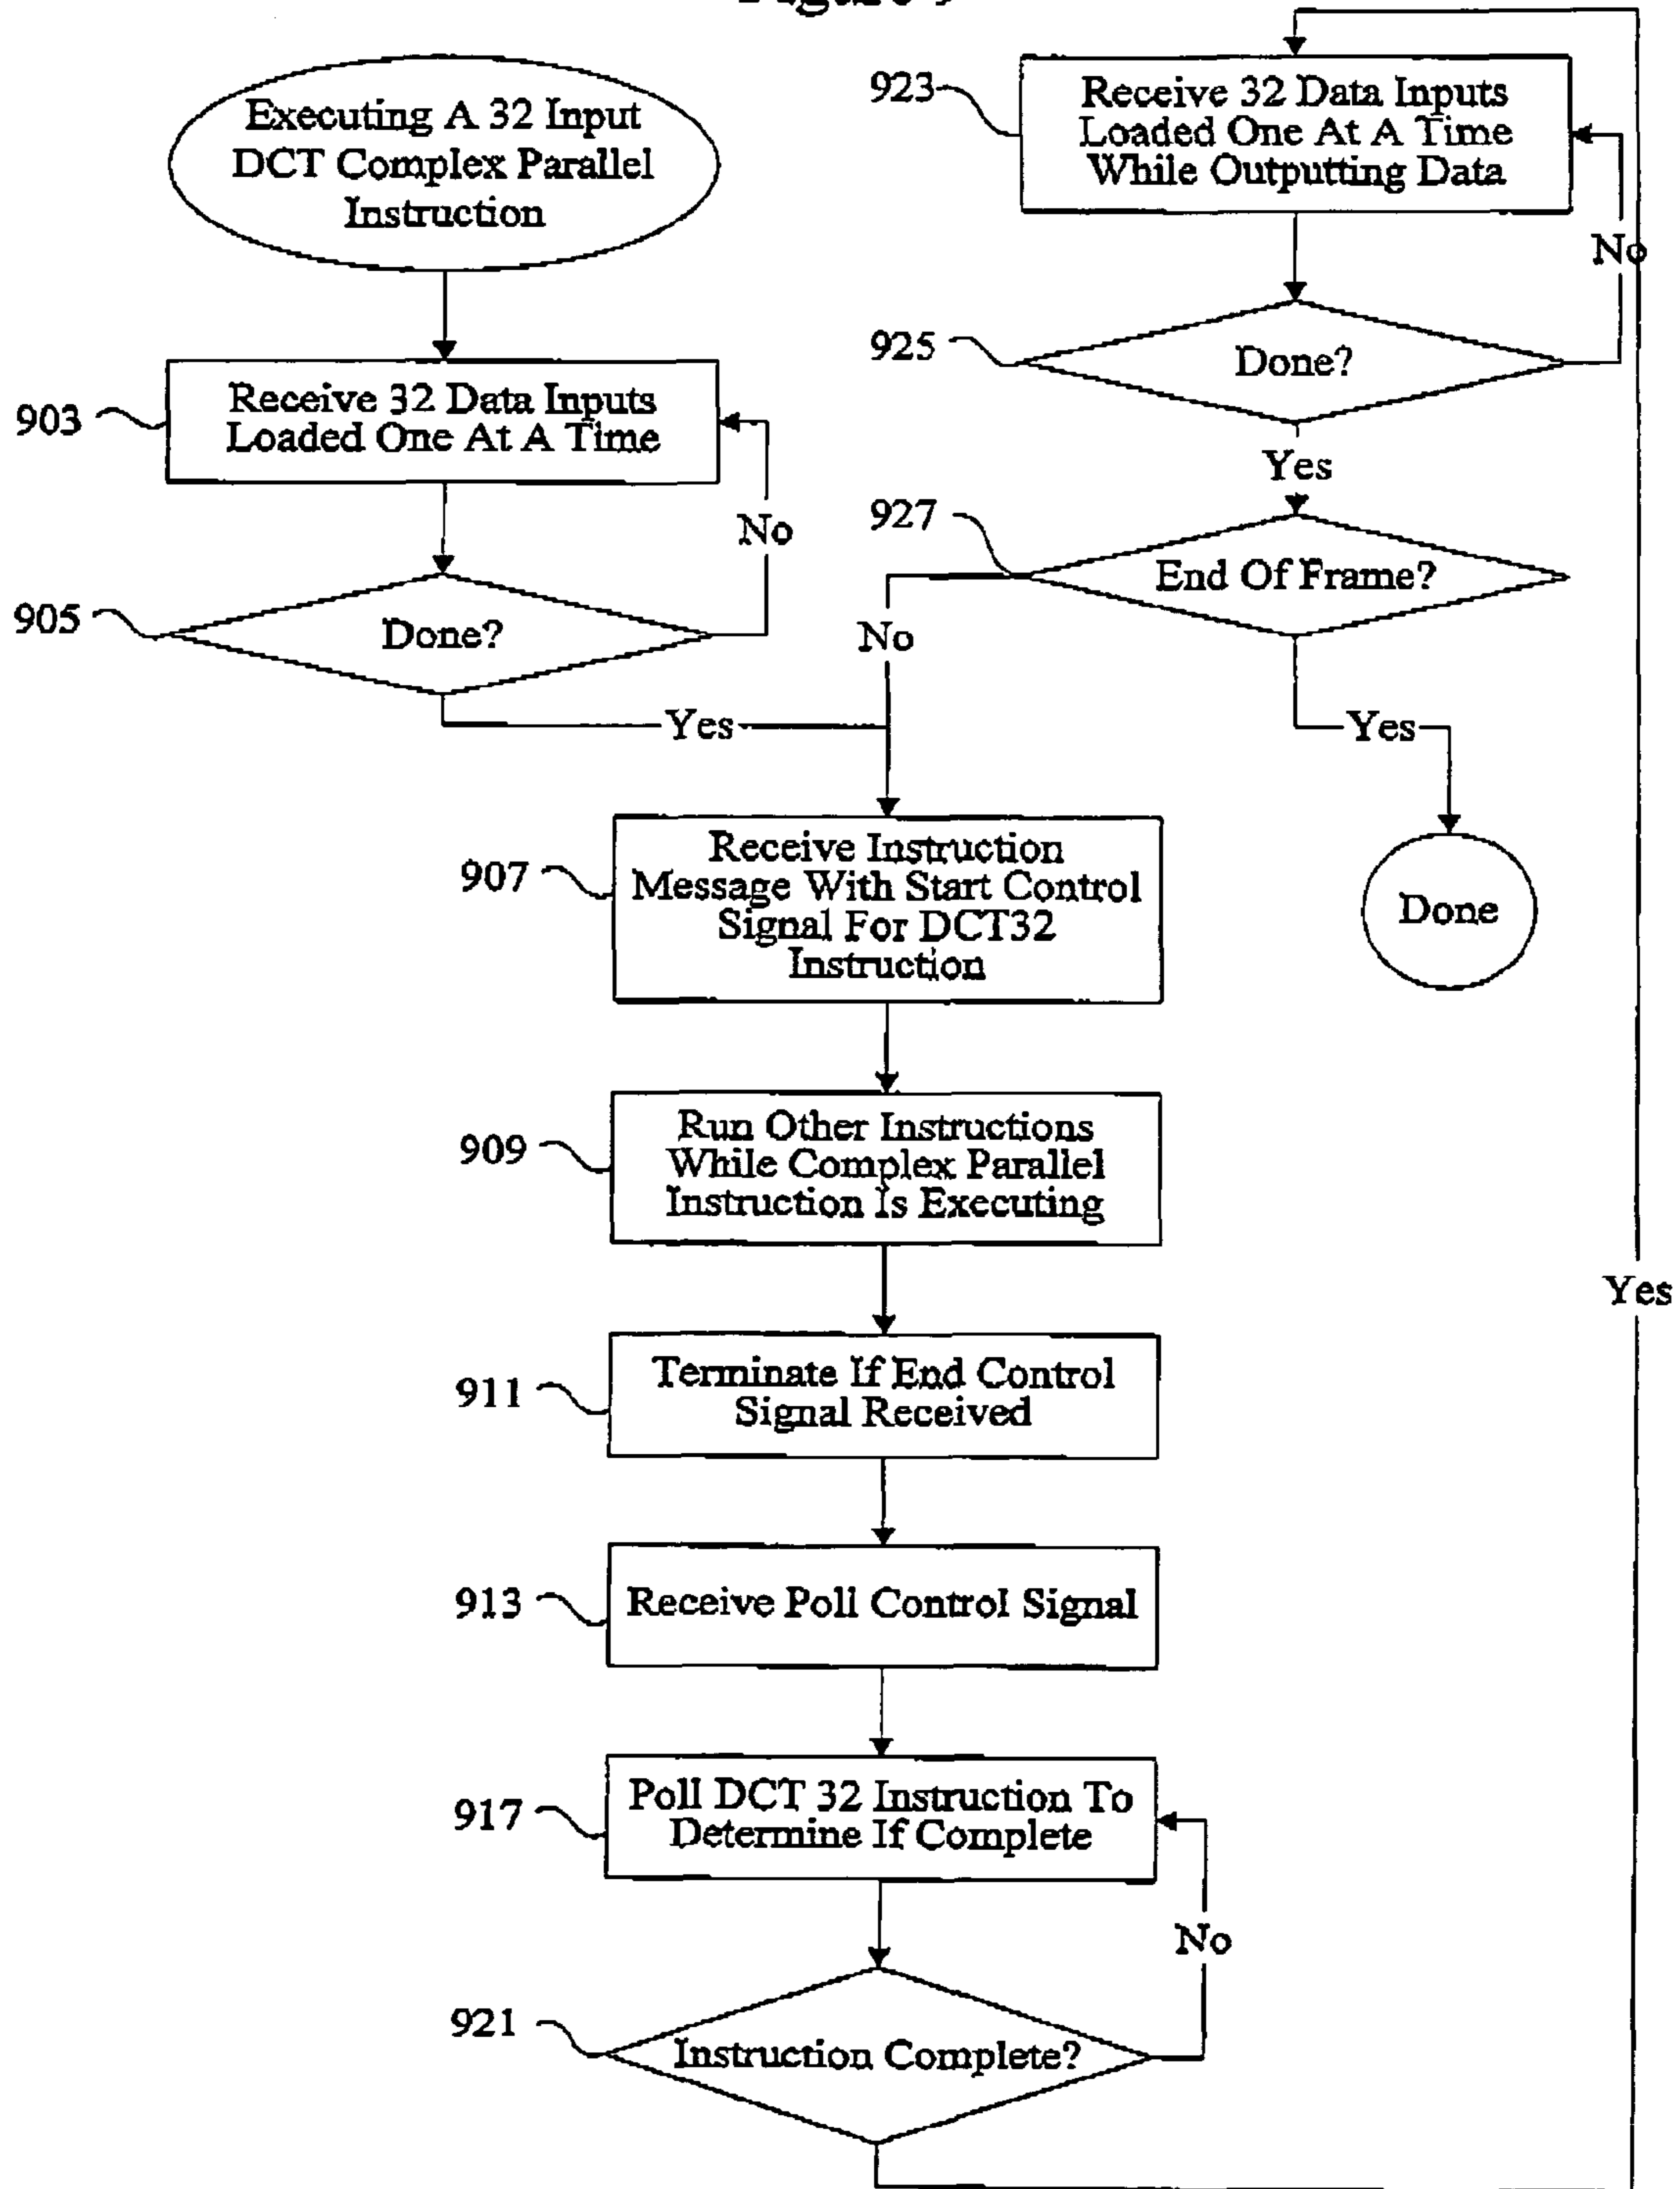 Executing A 32 Input
DCT Complex Parallel
Instruction
903
Receive 32 Data Inputs
Loaded One At A Time
No
905
Done?
Yes
923
Receive 32 Data Inputs
Loaded One At A Time
While Outputting Data
No
925
Done?
Yes
927
End Of Frame?
No
Yes
Done
907
Receive Instruction
Message With Start Control
Signal For DCT32
Instruction
909
Run Other Instructions
While Complex Parallel
Instruction Is Executing
911
Terminate If End Control
Signal Received
913
Receive Poll Control Signal
917
Poll DCT 32 Instruction To
Determine If Complete
No
921
Instruction Complete?
Yes